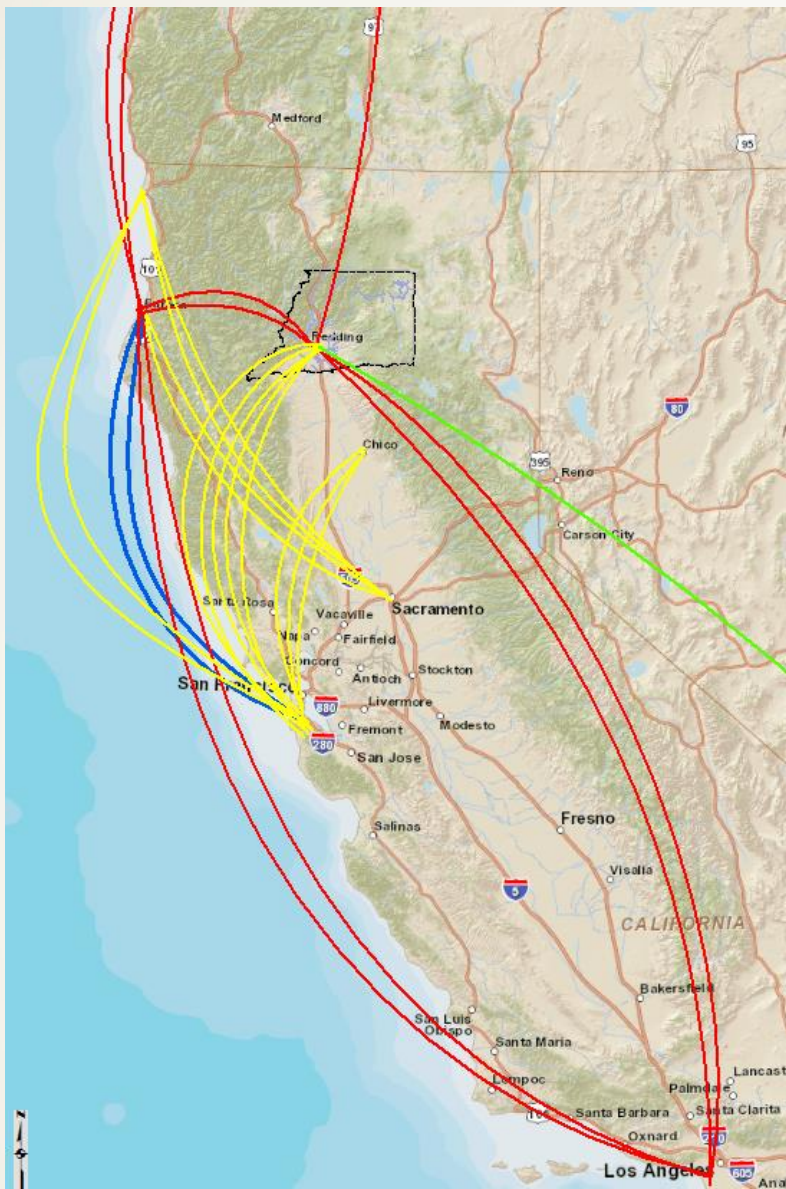 97
Medford
95
101
Redding
Chico
80
395
Reno
Carson City
Sacramento
Santa Rosa
Vacaville
Napa
Fairfield
Concord
Antioch
Stockton
San Francisco
880
Livermore
Modesto
Fremont
280
San Jose
Salinas
Fresno
Visalia
5
CALIFORNIA
Bakersfield
San Luis
Obispo
Santa Maria
Lompoc
Lancast
Palmdale
Santa Clarita
Santa Barbara
Oxnard
210
Los Angeles
605
Ana
N